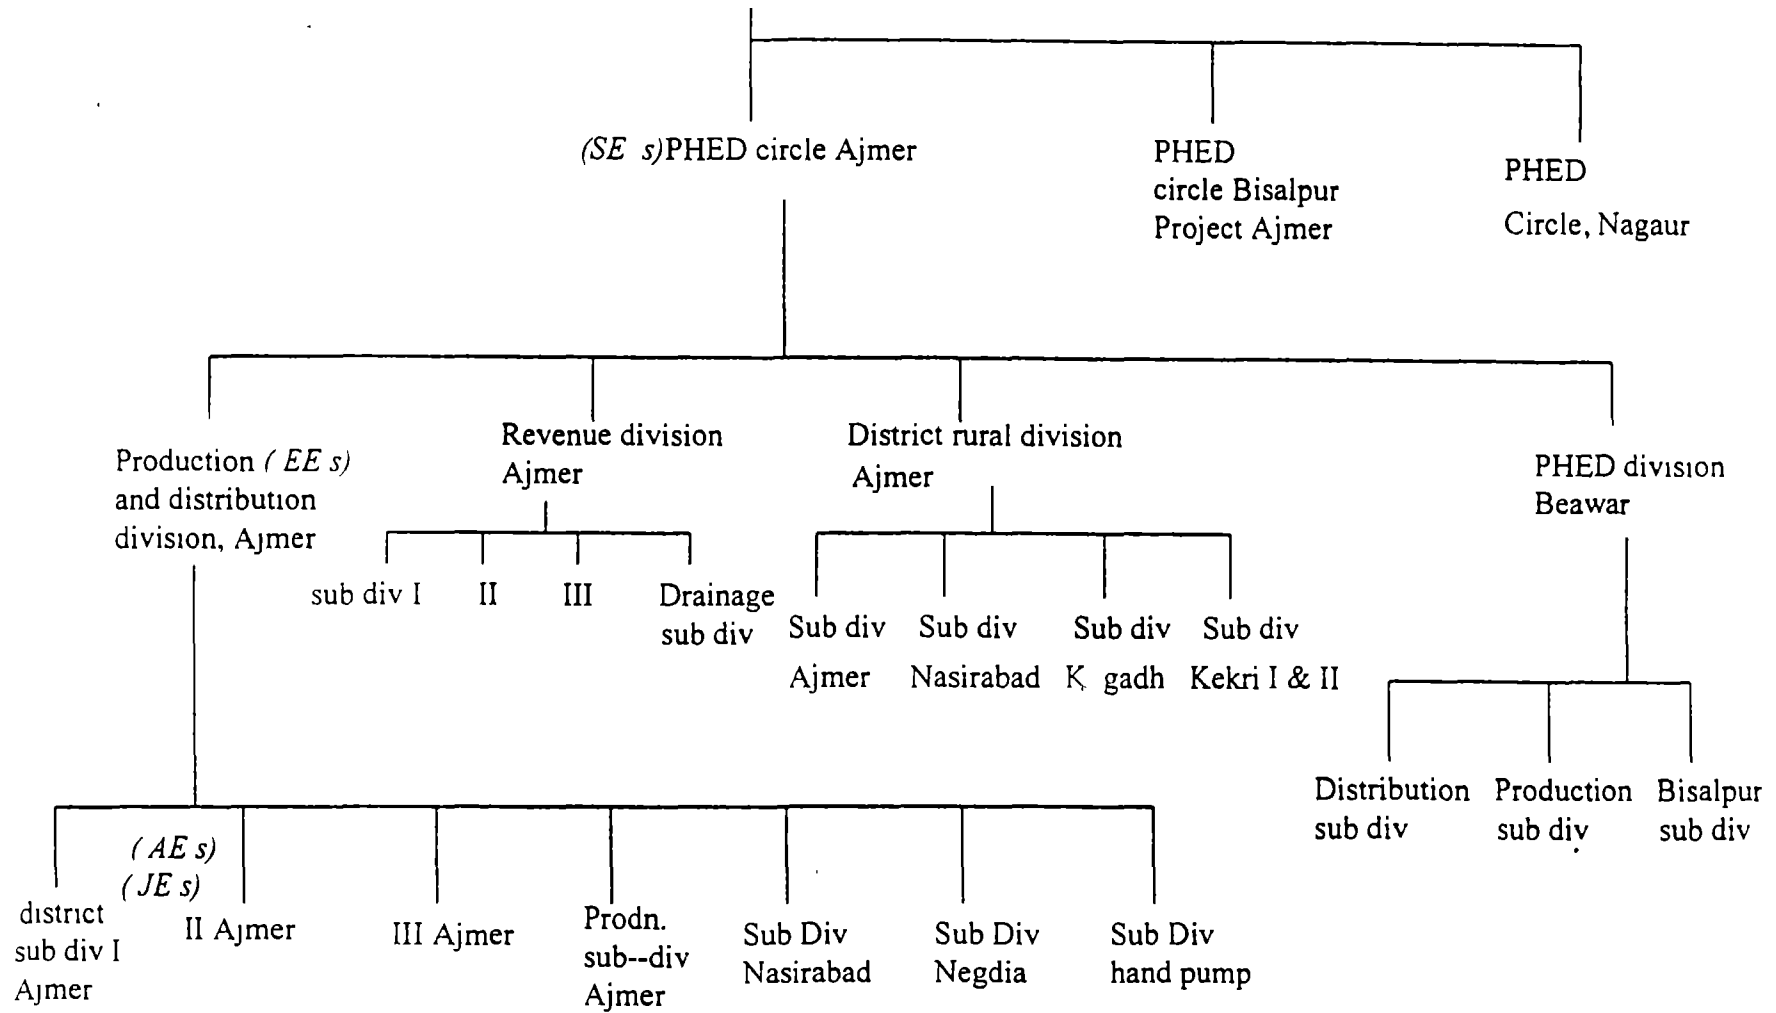 (SE s)PHED circle Ajmer
PHED
circle Bisalpur
Project Ajmer
PHED
Circle, Nagaur
Production ( EE s)
and distribution
division, Ajmer
Revenue division
Ajmer
District rural division
Ajmer
PHED division
Beawar
sub div I
II
III
Drainage
sub div
Sub div
Ajmer
Sub div
Nasirabad
Sub div
K gadh
Sub div
Kekri I & II
Distribution
sub div
Production
sub div
Bisalpur
sub div
( AE s)
( JE s)
district
sub div I
Ajmer
II Ajmer
III Ajmer
Prodn.
sub--div
Ajmer
Sub Div
Nasirabad
Sub Div
Negdia
Sub Div
hand pump